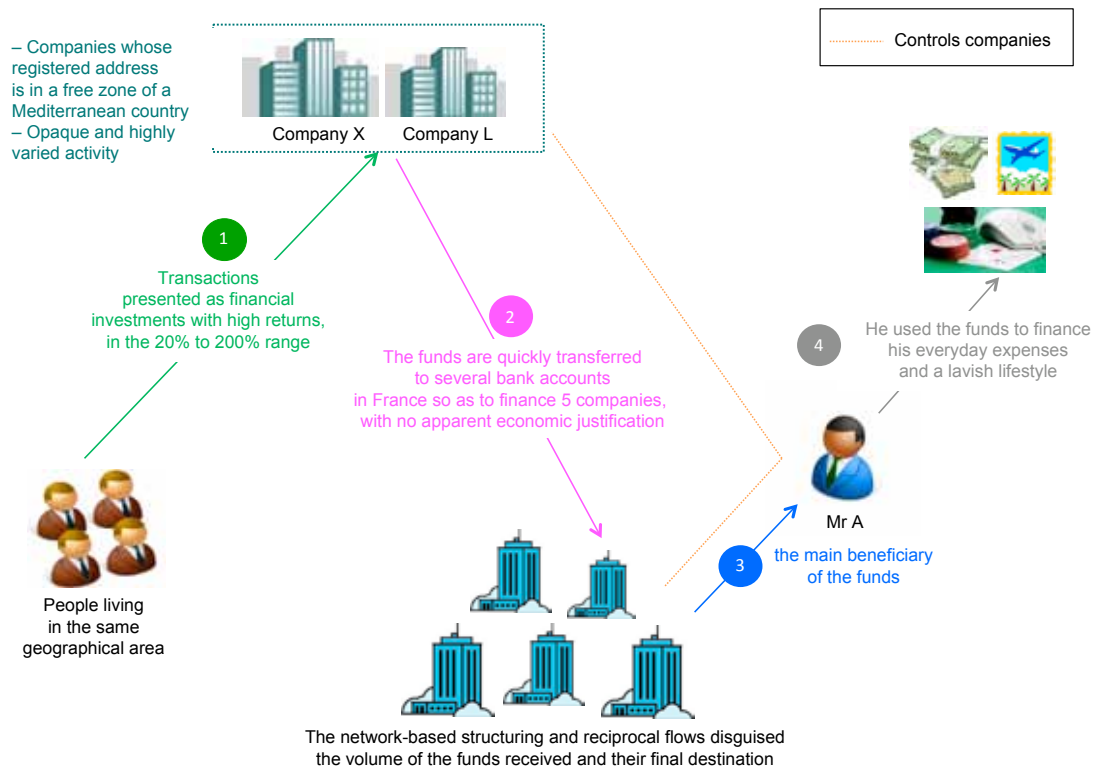 – Companies whose
registered address
is in a free zone of a
Mediterranean country
– Opaque and highly
varied activity
Company X
Company L
Controls companies
1
Transactions
presented as financial
investments with high returns,
in the 20% to 200% range
2
The funds are quickly transferred
to several bank accounts
in France so as to finance 5 companies,
with no apparent economic justification
4
He used the funds to finance
his everyday expenses
and a lavish lifestyle
Mr A
3
the main beneficiary
of the funds
People living
in the same
geographical area
The network-based structuring and reciprocal flows disguised
the volume of the funds received and their final destination